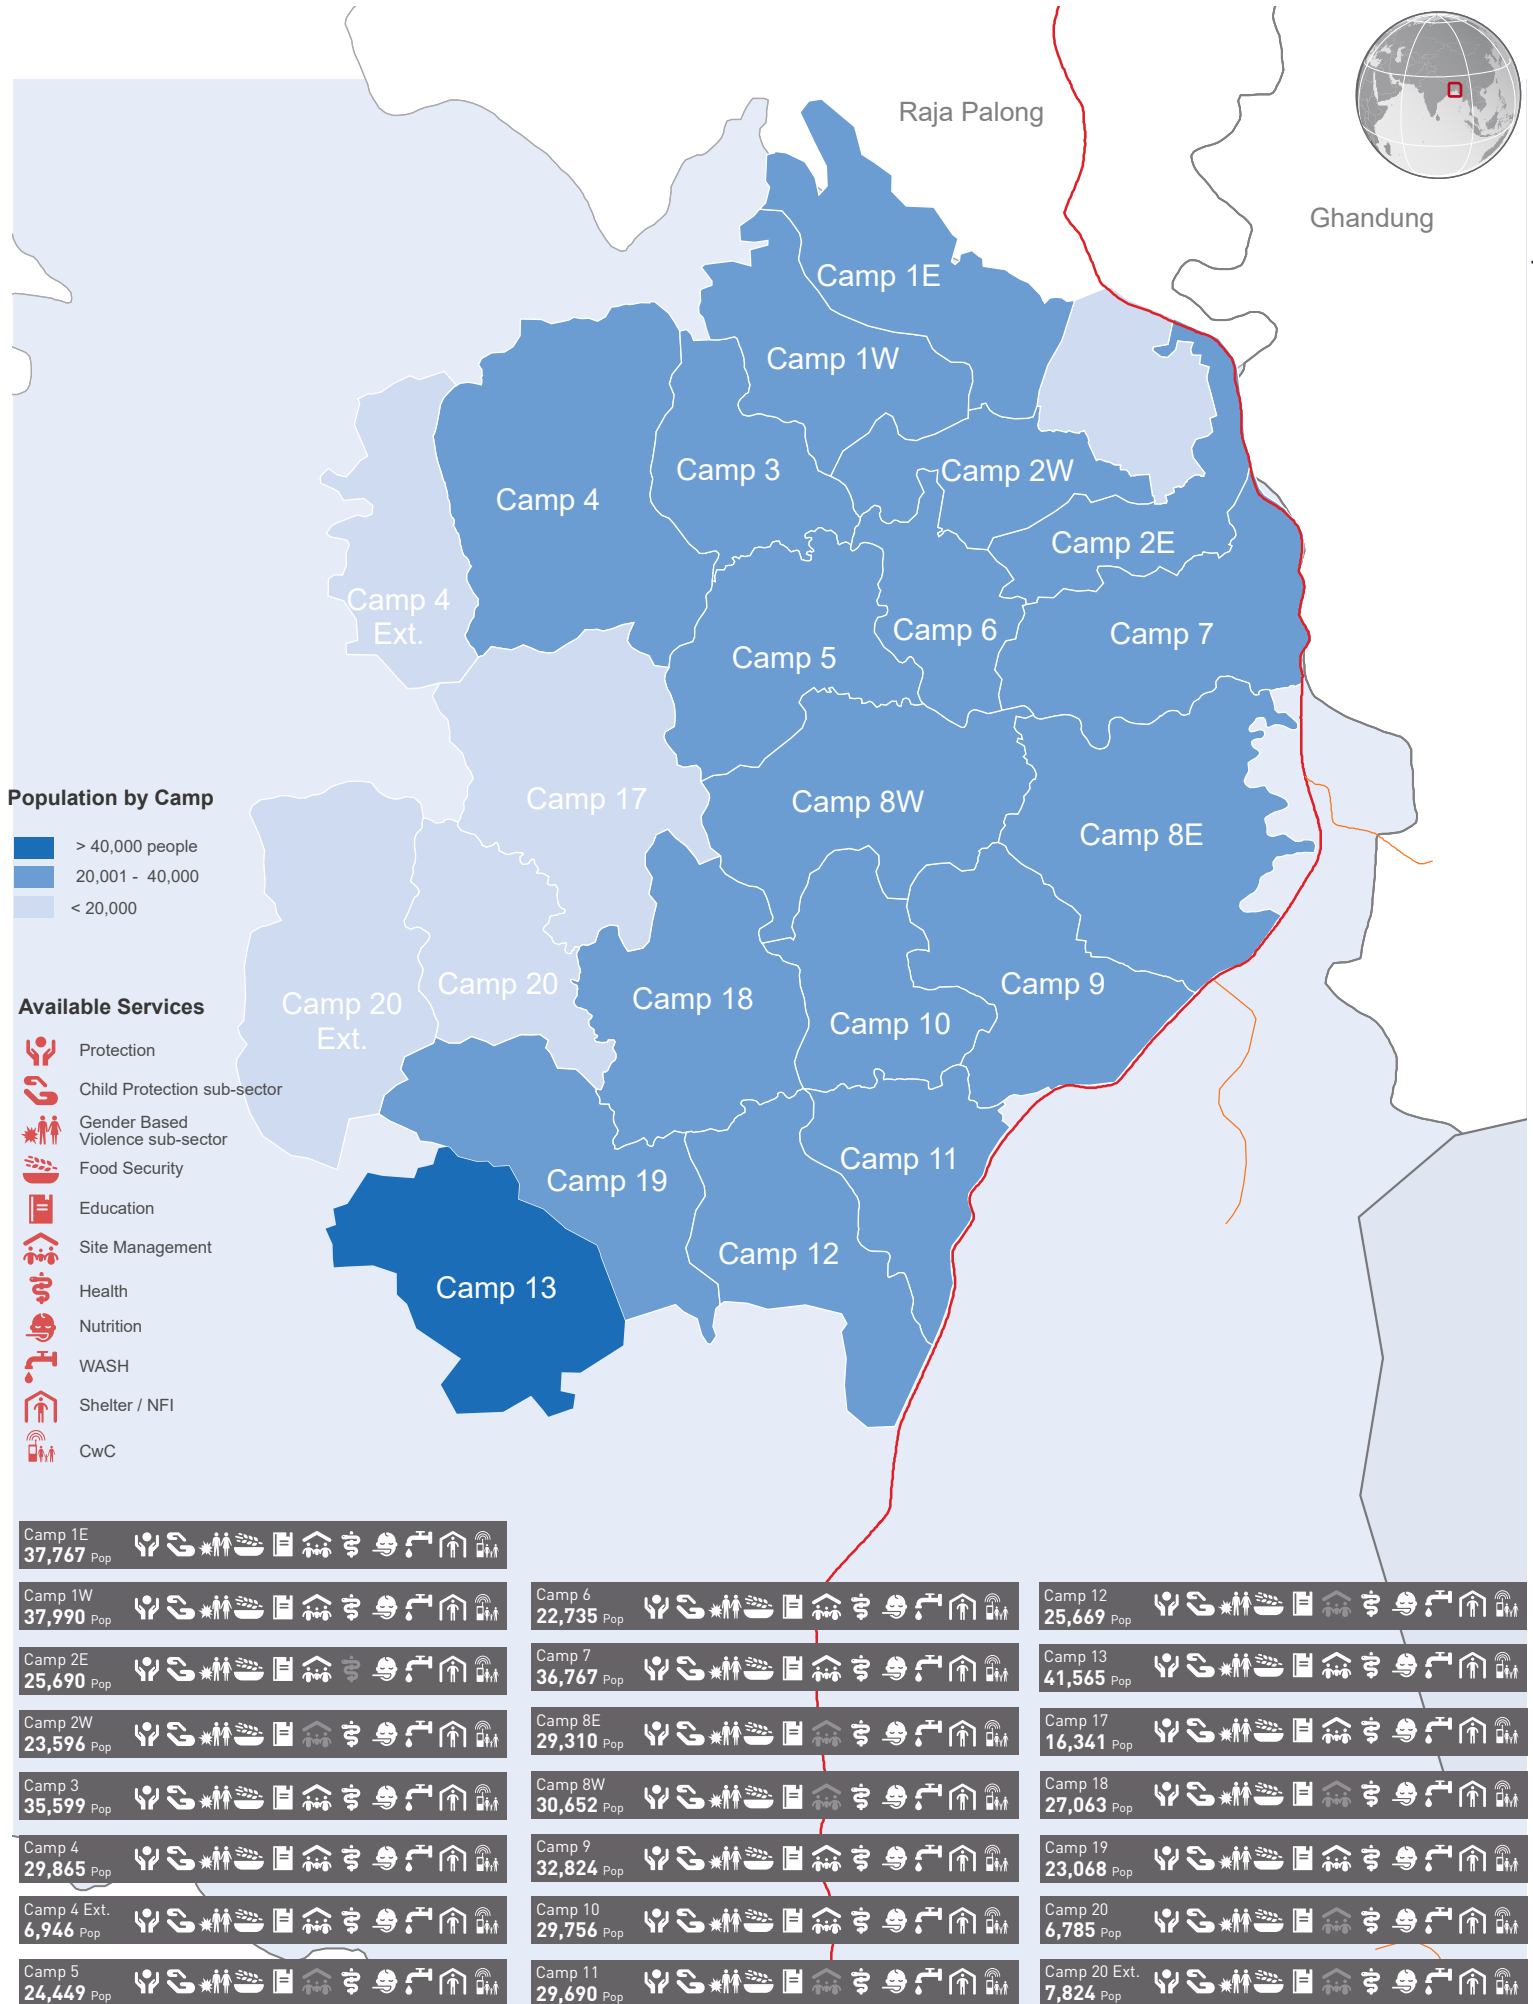 Raja Palong
Ghandung
Camp 1E
Camp 1W
Camp 3
Camp 2W
Camp 4
Camp 2E
Camp 4
Ext.
Camp 6
Camp 7
Camp 5
Camp 17
Camp 8W
Camp 8E
Camp 20
Ext.
Camp 20
Camp 18
Camp 9
Camp 10
Camp 11
Camp 19
Camp 12
Camp 13
Population by Camp
> 40,000 people
20,001 - 40,000
< 20,000
Available Services
Protection
Child Protection sub-sector
Gender Based
Violence sub-sector
Food Security
Education
Site Management
Health
Nutrition
WASH
Shelter / NFI
CwC
Camp 1E
37,767 Pop
Camp 1W
37,990 Pop
Camp 2E
25,690 Pop
Camp 2W
23,596 Pop
Camp 3
35,599 Pop
Camp 4
29,865 Pop
Camp 4 Ext.
6,946 Pop
Camp 5
24,449 Pop
Camp 6
22,735 Pop
Camp 7
36,767 Pop
Camp 8E
29,310 Pop
Camp 8W
30,652 Pop
Camp 9
32,824 Pop
Camp 10
29,756 Pop
Camp 11
29,690 Pop
Camp 12
25,669 Pop
Camp 13
41,565 Pop
Camp 17
16,341 Pop
Camp 18
27,063 Pop
Camp 19
23,068 Pop
Camp 20
6,785 Pop
Camp 20 Ext.
7,824 Pop